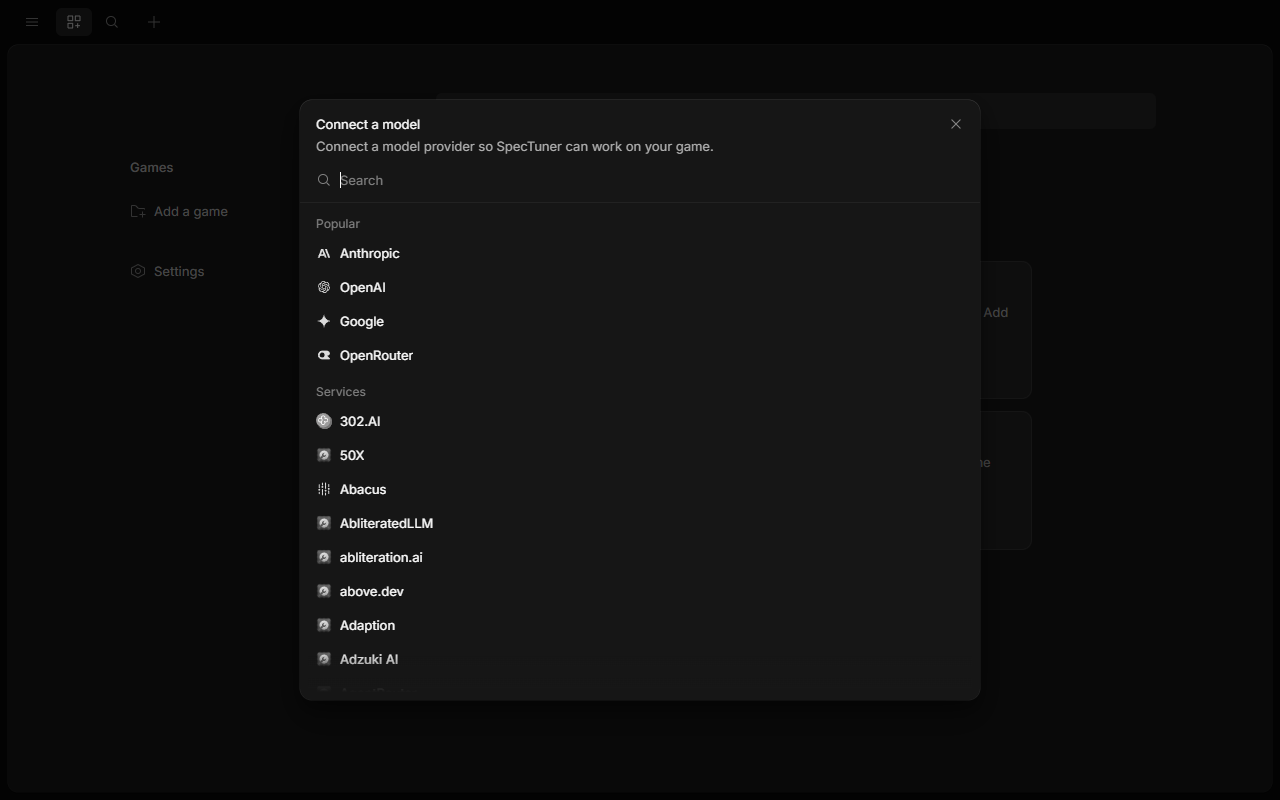 Connect a model
Connect a model provider so SpecTuner can work on your game.
Search
Games
Add a game
Settings
Popular
Anthropic
OpenAI
Google
OpenRouter
Services
302.AI
50X
Abacus
AbliteratedLLM
abliteration.ai
above.dev
Adaption
Adzuki AI
Add